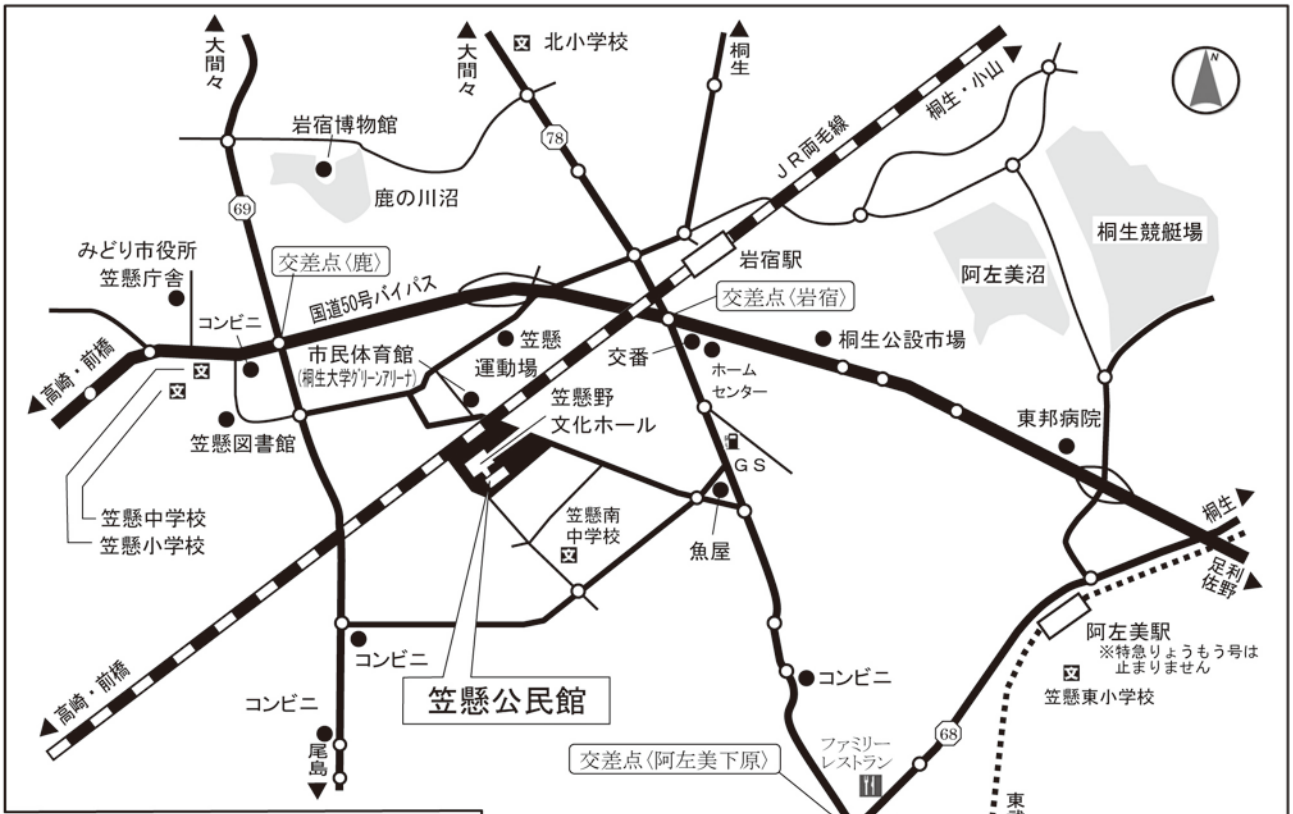 大間々
大間々
北小学校
桐生
N
桐生・小山
岩宿博物館
78
JR両毛線
鹿の川沼
69
桐生競艇場
みどり市役所
笠懸庁舎
交差点〈鹿〉
岩宿駅
阿左美沼
国道50号バイパス
交差点〈岩宿〉
コンビニ
笠懸
運動場
桐生公設市場
市民体育館
(桐生大学グリーンアリーナ)
交番
ホーム
センター
高崎・前橋
文
文
笠懸野
文化ホール
東邦病院
笠懸図書館
GS
笠懸中学校
笠懸小学校
笠懸南
中学校
文
魚屋
桐生
足利
佐野
阿左美駅
※特急りょうもう号は
止まりません
コンビニ
高崎・前橋
笠懸公民館
コンビニ
文
笠懸東小学校
コンビニ
尾島
68
交差点〈阿左美下原〉
ファミリー
レストラン
文
東